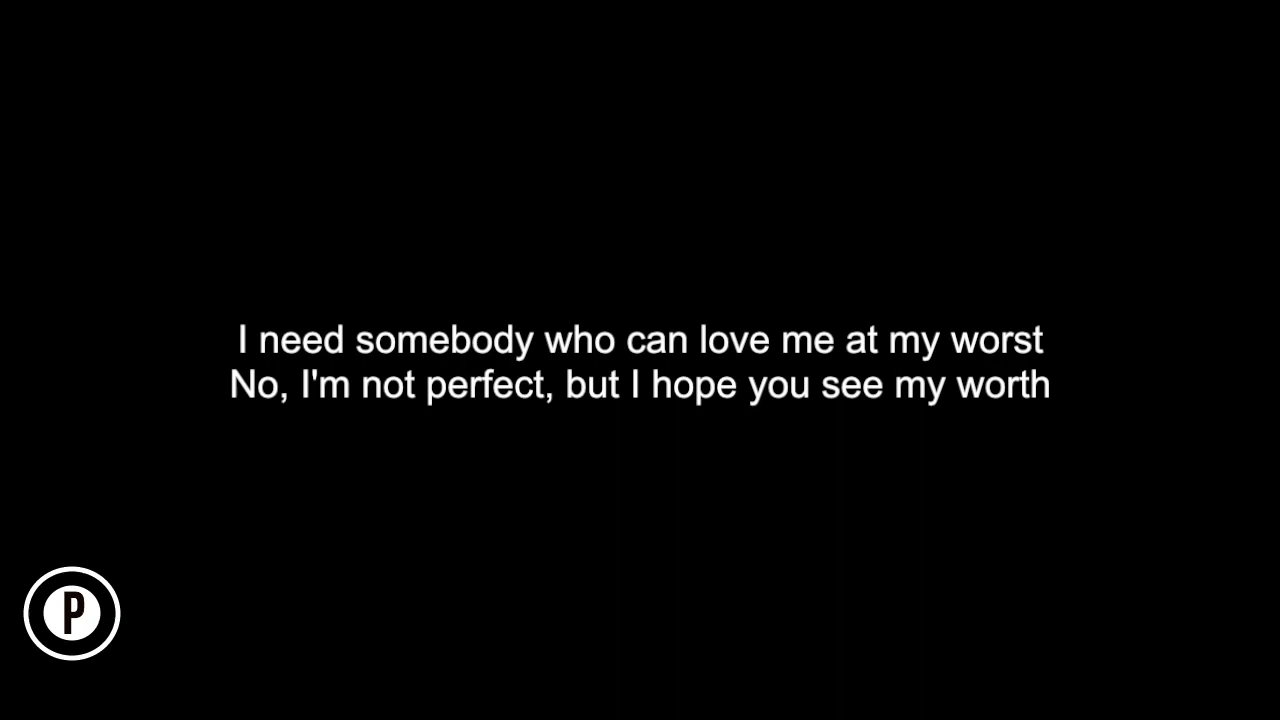 I need somebody who can love me at my worst
No, I'm not perfect, but I hope you see my worth
P